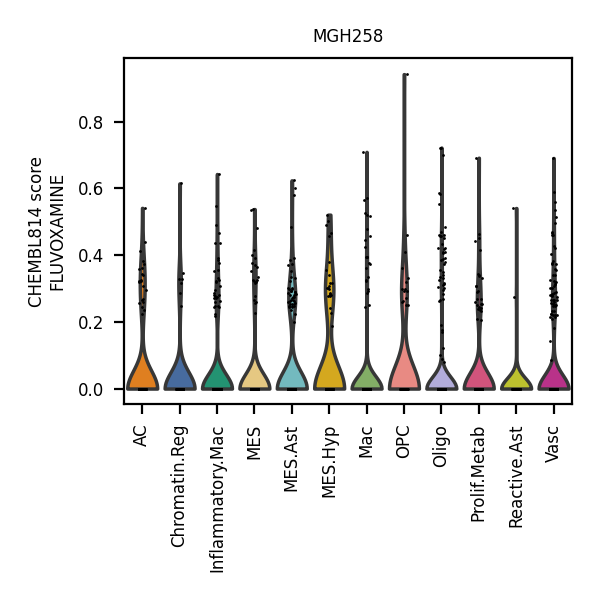 MGH258
CHEMBL814 score
FLUVOXAMINE
0.8
0.6
0.4
0.2
0.0
AC
Chromatin.Reg
Inflammatory.Mac
MES
MES.Ast
MES.Hyp
Mac
OPC
Oligo
Prolif.Metab
Reactive.Ast
Vasc